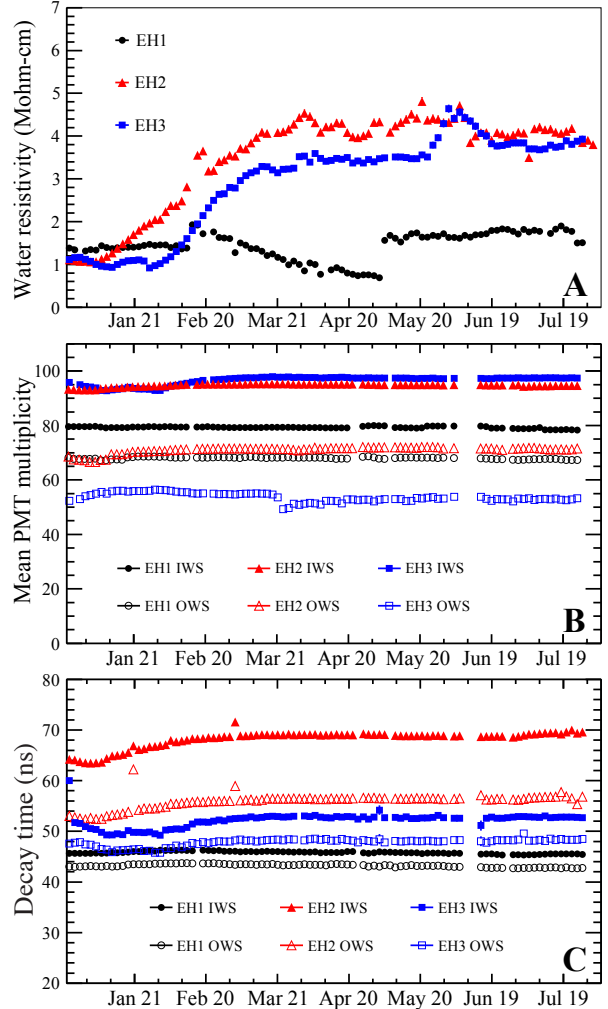 7
6
5
4
3
2
1
0
Water resistivity (Mohm-cm)
EH1
EH2
EH3
A
Jan 21 Feb 20 Mar 21 Apr 20 May 20 Jun 19 Jul 19
100
80
60
40
20
0
Mean PMT multiplicity
EH1 IWS EH2 IWS EH3 IWS
EH1 OWS EH2 OWS EH3 OWS
B
Jan 21 Feb 20 Mar 21 Apr 20 May 20 Jun 19 Jul 19
80
70
60
50
40
30
20
Decay time (ns)
EH1 IWS EH2 IWS EH3 IWS
EH1 OWS EH2 OWS EH3 OWS
C
Jan 21 Feb 20 Mar 21 Apr 20 May 20 Jun 19 Jul 19